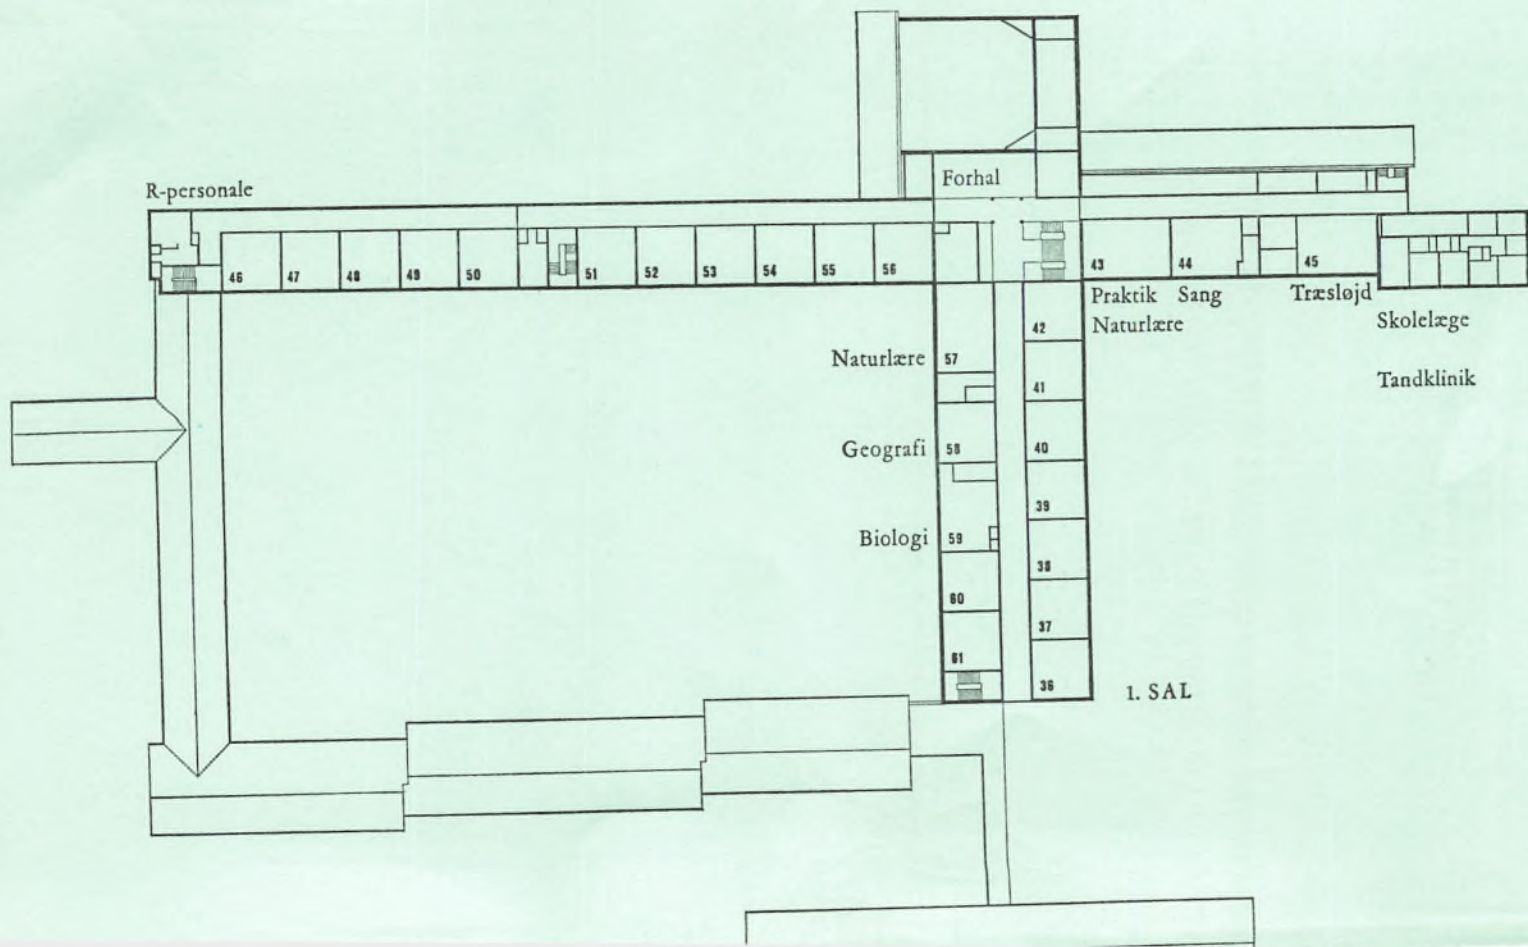 R-personale
Forhal
46 47 48 49 50 51 52 53 54 55 56
43 44 45
Praktik Sang Træsløjd
Naturlære
Skolelæge
Tandklinik
42
Naturlære 57
41
Geografi 58
40
39
Biologi 59
38
60
37
61
36
1. SAL